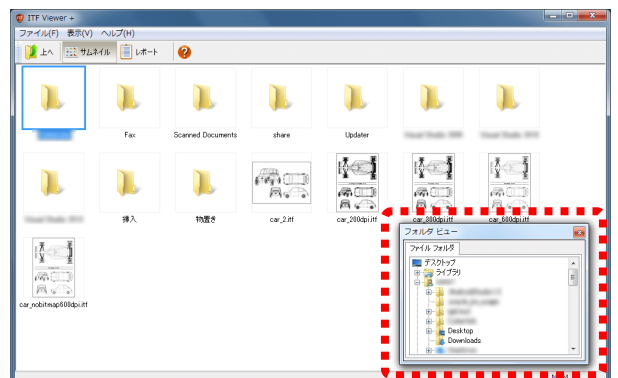 ITF Viewer +
ファイル(F) 表示(V) ヘルプ(H)
上へ サムネイル レポート
Fax Scanned Documents share Updater
挿入 物置き car_2.itf car_200dpi.itf car_300dpi.itf car_600dpi.itf
car_nobitmap600dpi.itf
フォルダ ビュー
ファイル フォルダ
デスクトップ
ライブラリ
Desktop
Downloads